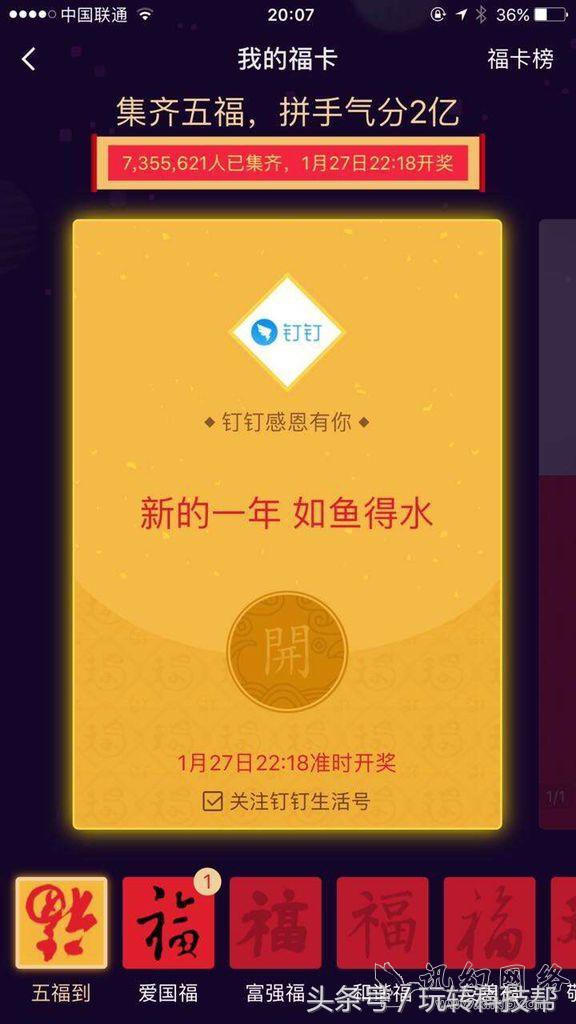 中国联通
20:07
36%
我的福卡
福卡榜
集齐五福，拼手气分2亿
7,355,621人已集齐，1月27日22:18开奖
钉钉
钉钉感恩有你
新的一年 如鱼得水
開
1月27日22:18准时开奖
关注钉钉生活号
1/1
福
福
1
福
福
福
五福到
爱国福
富强福
和谐福
讯幻网络
头条号 / 玩转科技帮